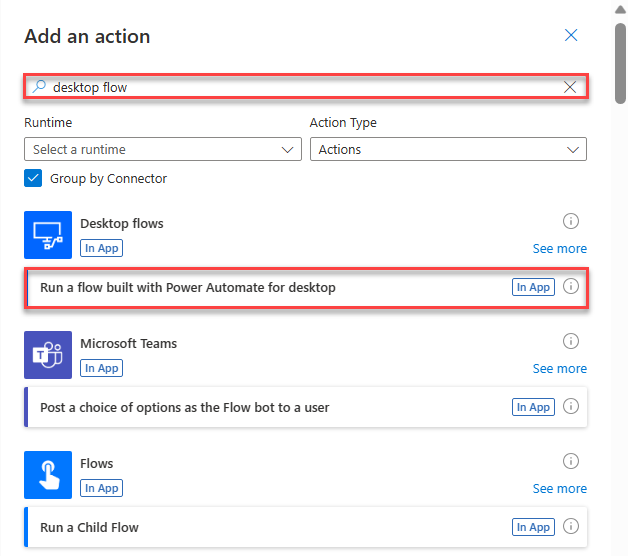 Add an action
desktop flow
Runtime
Action Type
Select a runtime
Actions
Group by Connector
Desktop flows
In App
See more
Run a flow built with Power Automate for desktop
In App
Microsoft Teams
In App
See more
Post a choice of options as the Flow bot to a user
In App
Flows
In App
See more
Run a Child Flow
In App